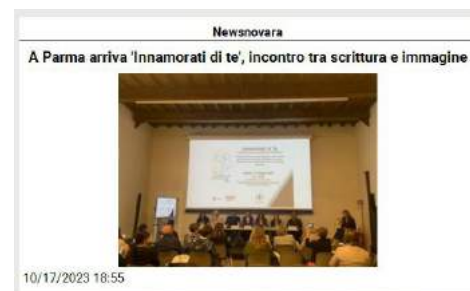 Newsnovara
A Parma arriva 'Innamorati di te', incontro tra scrittura e immagine
10/17/2023 18:55